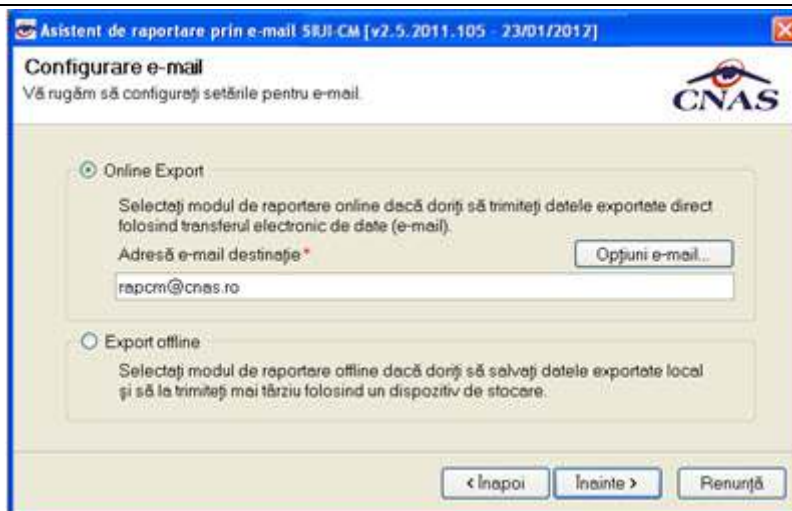 Asistent de raportare prin e-mail SIUI-CM [v2.5.2011.105 - 23/01/2012]
Configurare e-mail
Vă rugăm să configurați setările pentru e-mail.
CNAS
Online Export
Selectați modul de raportare online dacă doriți să trimiteți datele exportate direct
folosind transferul electronic de date (e-mail).
Adresă e-mail destinație *
Opțiuni e-mail...
rapcm@cnas.ro
Export offline
Selectați modul de raportare offline dacă doriți să salvați datele exportate local
și să la trimiteți mai târziu folosind un dispozitiv de stocare.
< Înapoi
Înainte >
Renunță